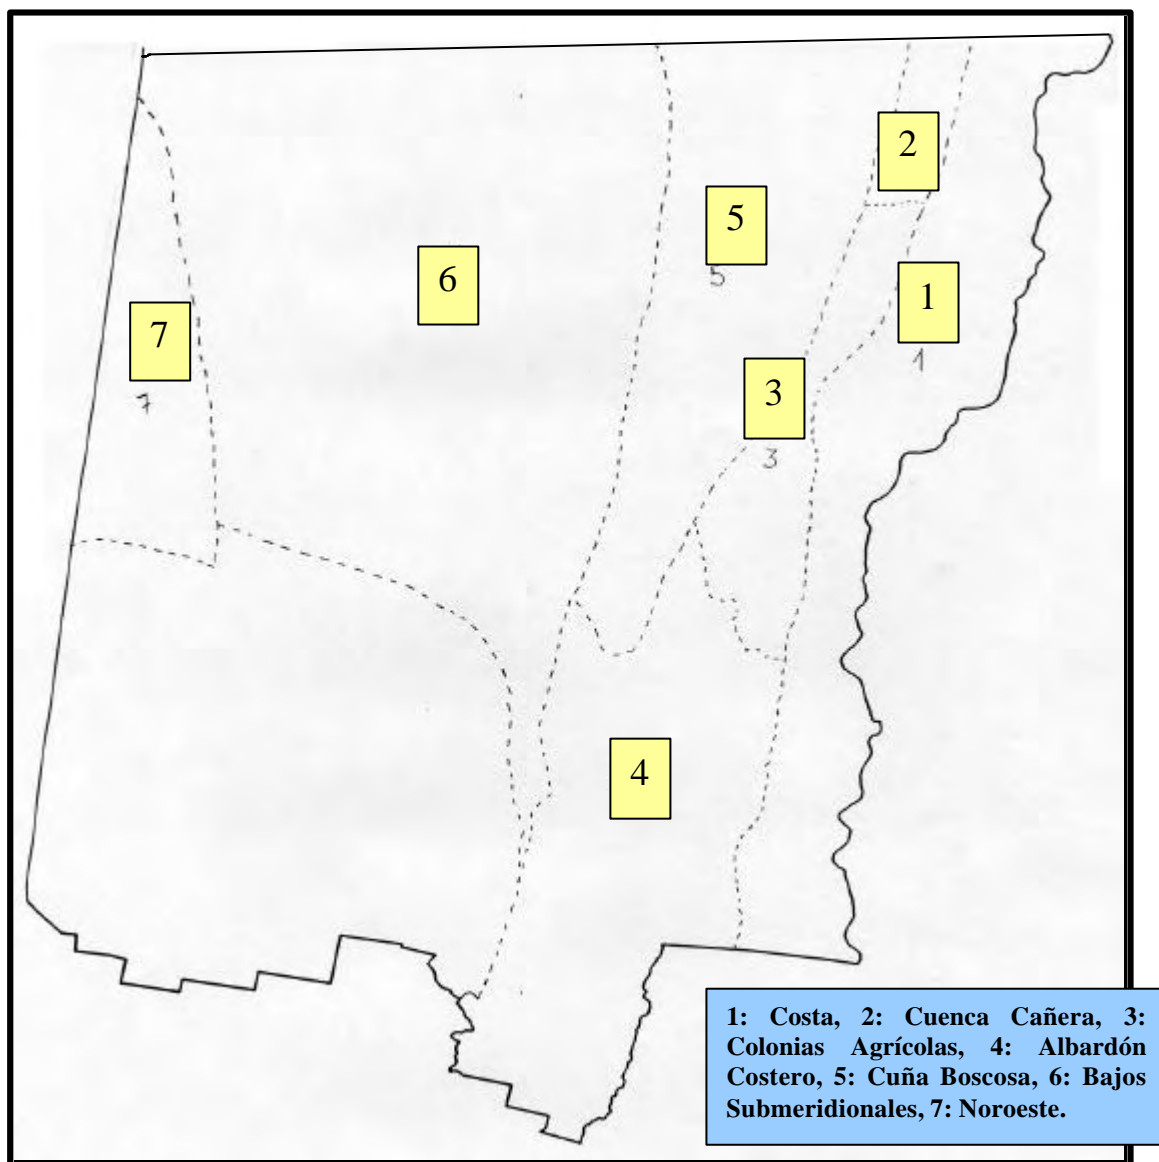 2
5
5
6
1
1
7
7
3
3
4
1: Costa, 2: Cuenca Cañera, 3:
Colonias Agrícolas, 4: Albardón
Costero, 5: Cuña Boscosa, 6: Bajos
Submeridionales, 7: Noroeste.